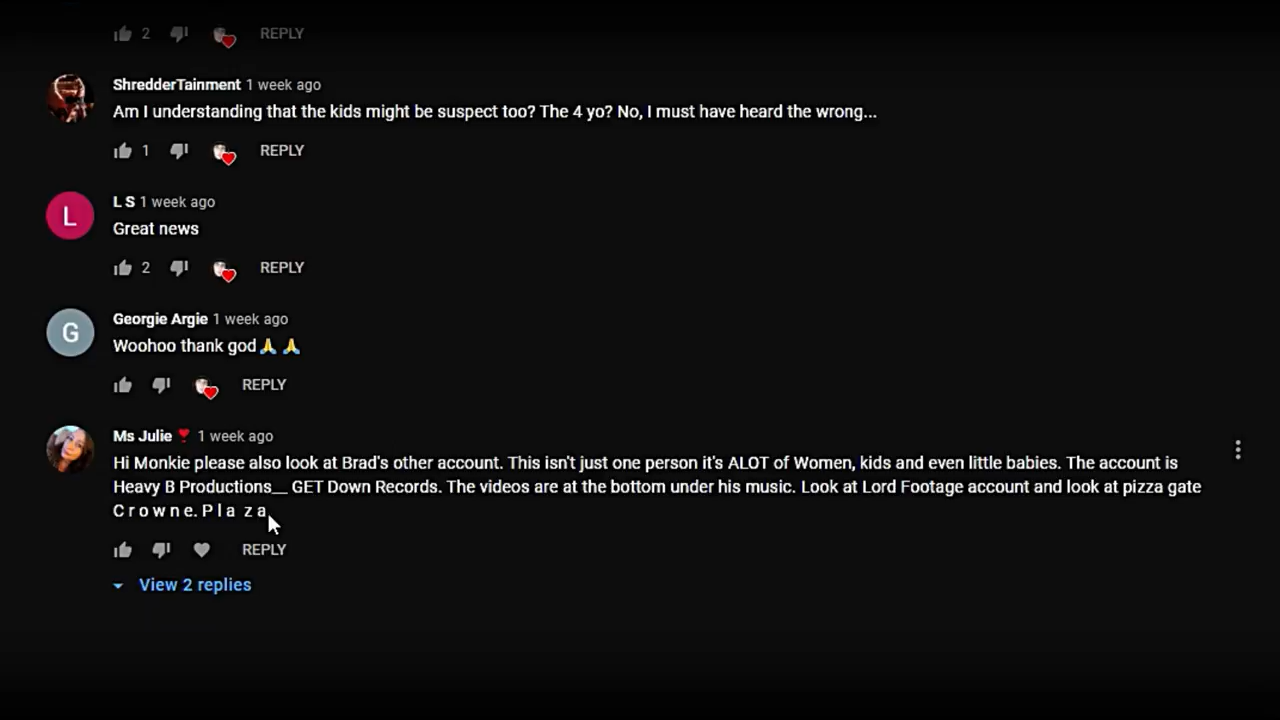 2 REPLY
ShredderTainment 1 week ago
Am I understanding that the kids might be suspect too? The 4 yo? No, I must have heard the wrong...
1 REPLY
L
L S 1 week ago
Great news
2 REPLY
G
Georgie Argie 1 week ago
Woohoo thank god🙏 🙏
REPLY
Ms Julie❣️ 1 week ago
Hi Monkie please also look at Brad's other account. This isn't just one person it's ALOT of Women, kids and even little babies. The account is
Heavy B Productions__ GET Down Records. The videos are at the bottom under his music. Look at Lord Footage account and look at pizza gate
C r o w n e. P l a z a
REPLY
View 2 replies